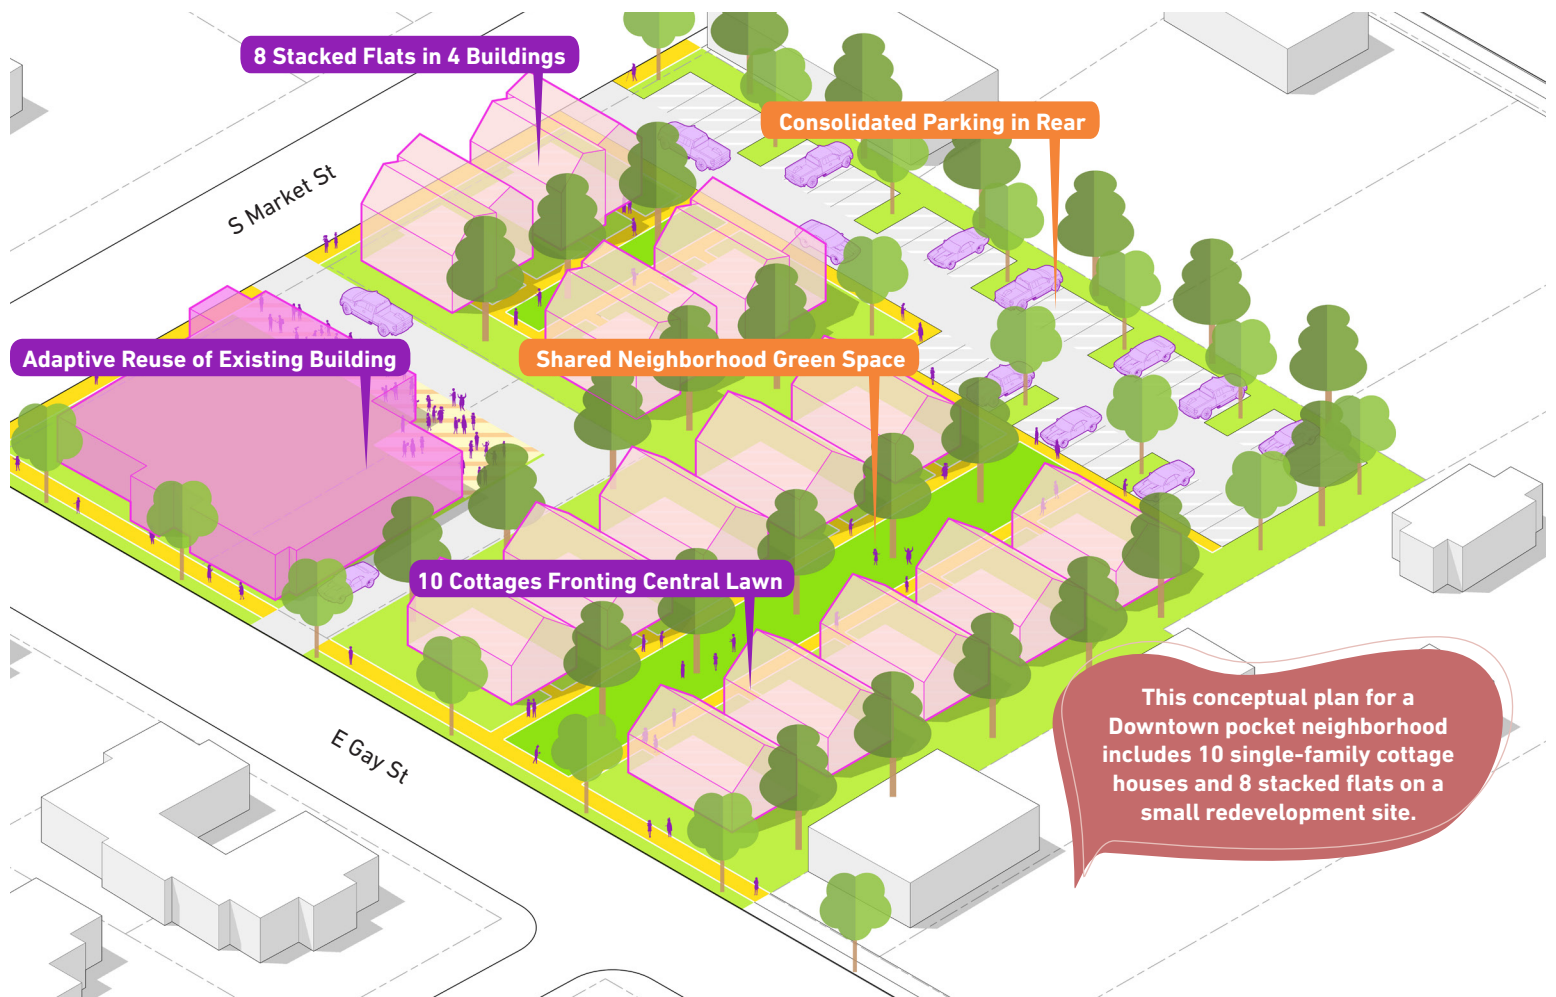 8 Stacked Flats in 4 Buildings
Consolidated Parking in Rear
S Market St
Adaptive Reuse of Existing Building
Shared Neighborhood Green Space
10 Cottages Fronting Central Lawn
E Gay St
This conceptual plan for a
Downtown pocket neighborhood
includes 10 single-family cottage
houses and 8 stacked flats on a
small redevelopment site.